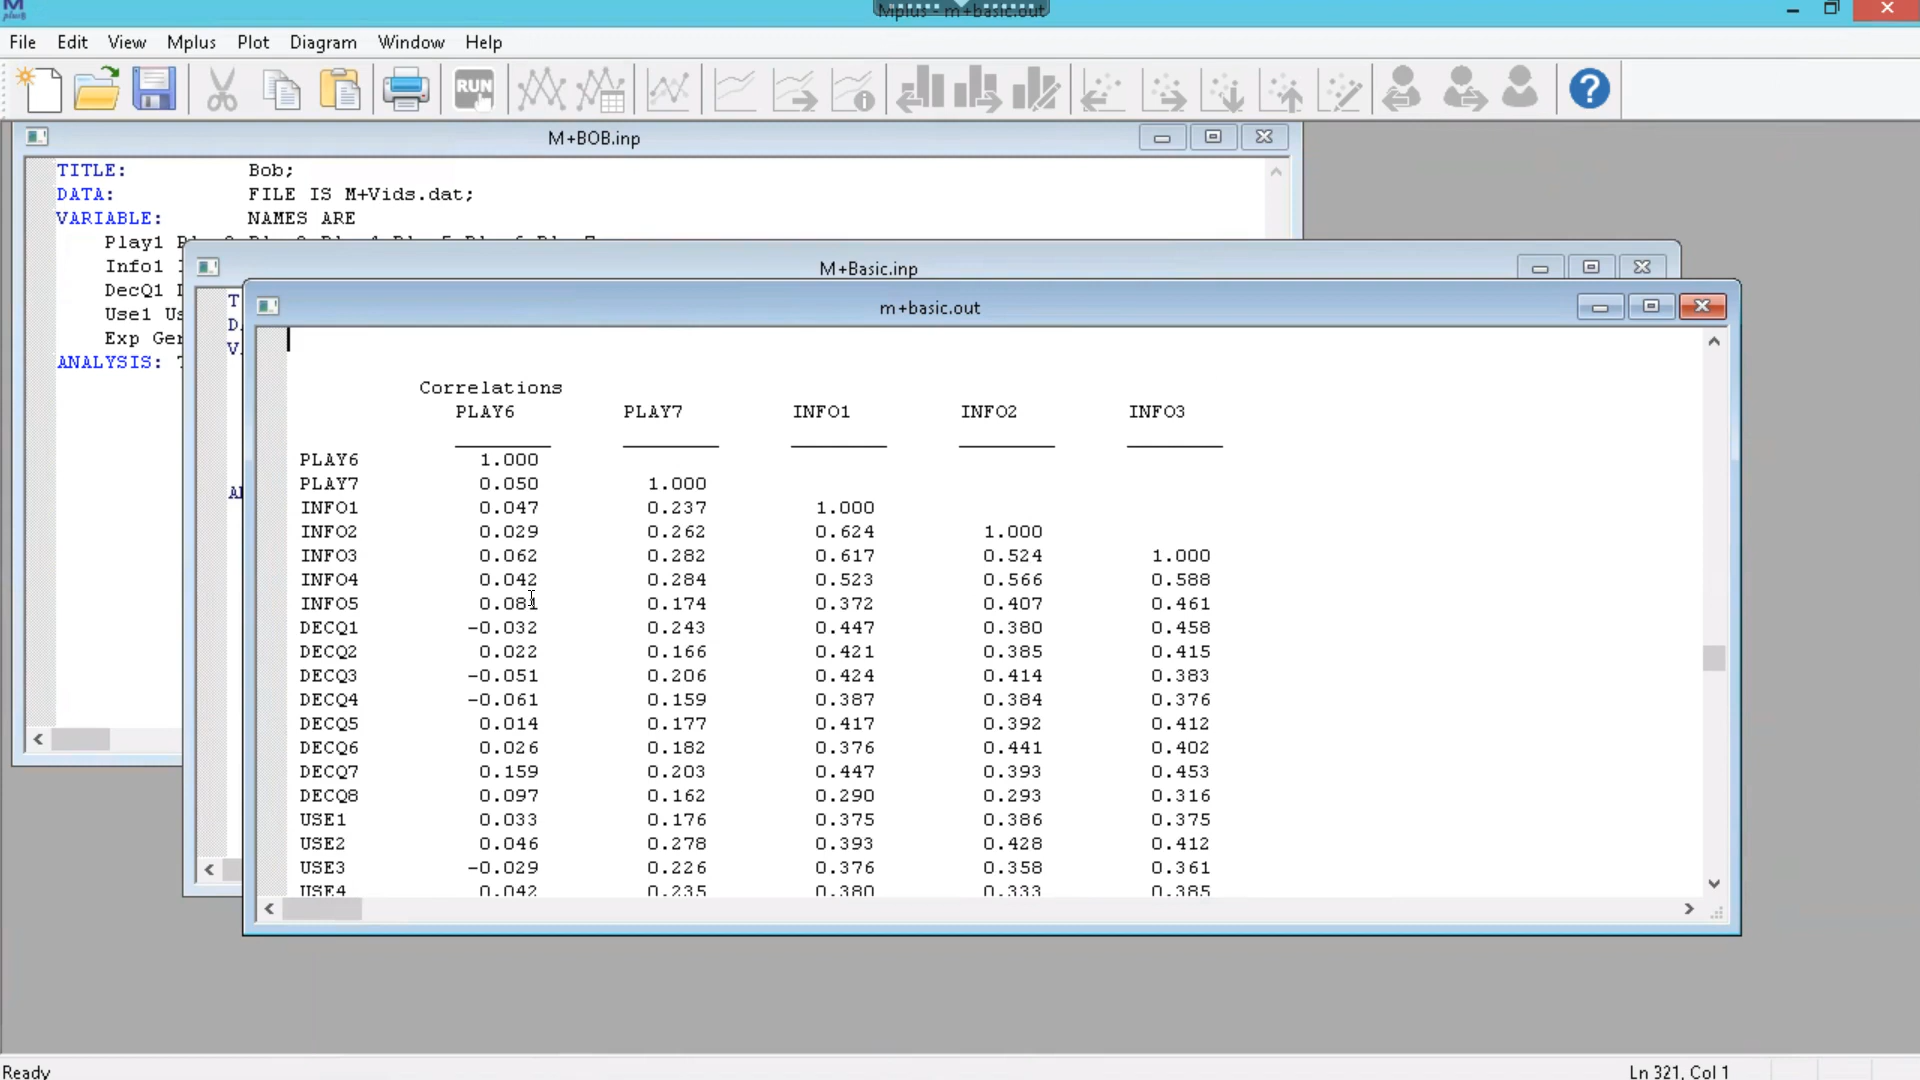 Mplus - m+basic.out
File Edit View Mplus Plot Diagram Window Help
RUN
M+BOB.inp
TITLE: Bob;
DATA: FILE IS M+Vids.dat;
VARIABLE: NAMES ARE
Play1
Info1
DecQ1
Use1
Exp
ANALYSIS:
M+Basic.inp
m+basic.out
Correlations
PLAY6 PLAY7 INFO1 INFO2 INFO3
PLAY6 1.000
PLAY7 0.050 1.000
INFO1 0.047 0.237 1.000
INFO2 0.029 0.262 0.624 1.000
INFO3 0.062 0.282 0.617 0.524 1.000
INFO4 0.042 0.284 0.523 0.566 0.588
INFO5 0.081 0.174 0.372 0.407 0.461
DECQ1 -0.032 0.243 0.447 0.380 0.458
DECQ2 0.022 0.166 0.421 0.385 0.415
DECQ3 -0.051 0.206 0.424 0.414 0.383
DECQ4 -0.061 0.159 0.387 0.384 0.376
DECQ5 0.014 0.177 0.417 0.392 0.412
DECQ6 0.026 0.182 0.376 0.441 0.402
DECQ7 0.159 0.203 0.447 0.393 0.453
DECQ8 0.097 0.162 0.290 0.293 0.316
USE1 0.033 0.176 0.375 0.386 0.375
USE2 0.046 0.278 0.393 0.428 0.412
USE3 -0.029 0.226 0.376 0.358 0.361
USE4 0.042 0.235 0.380 0.333 0.385
Ready
Ln 321, Col 1